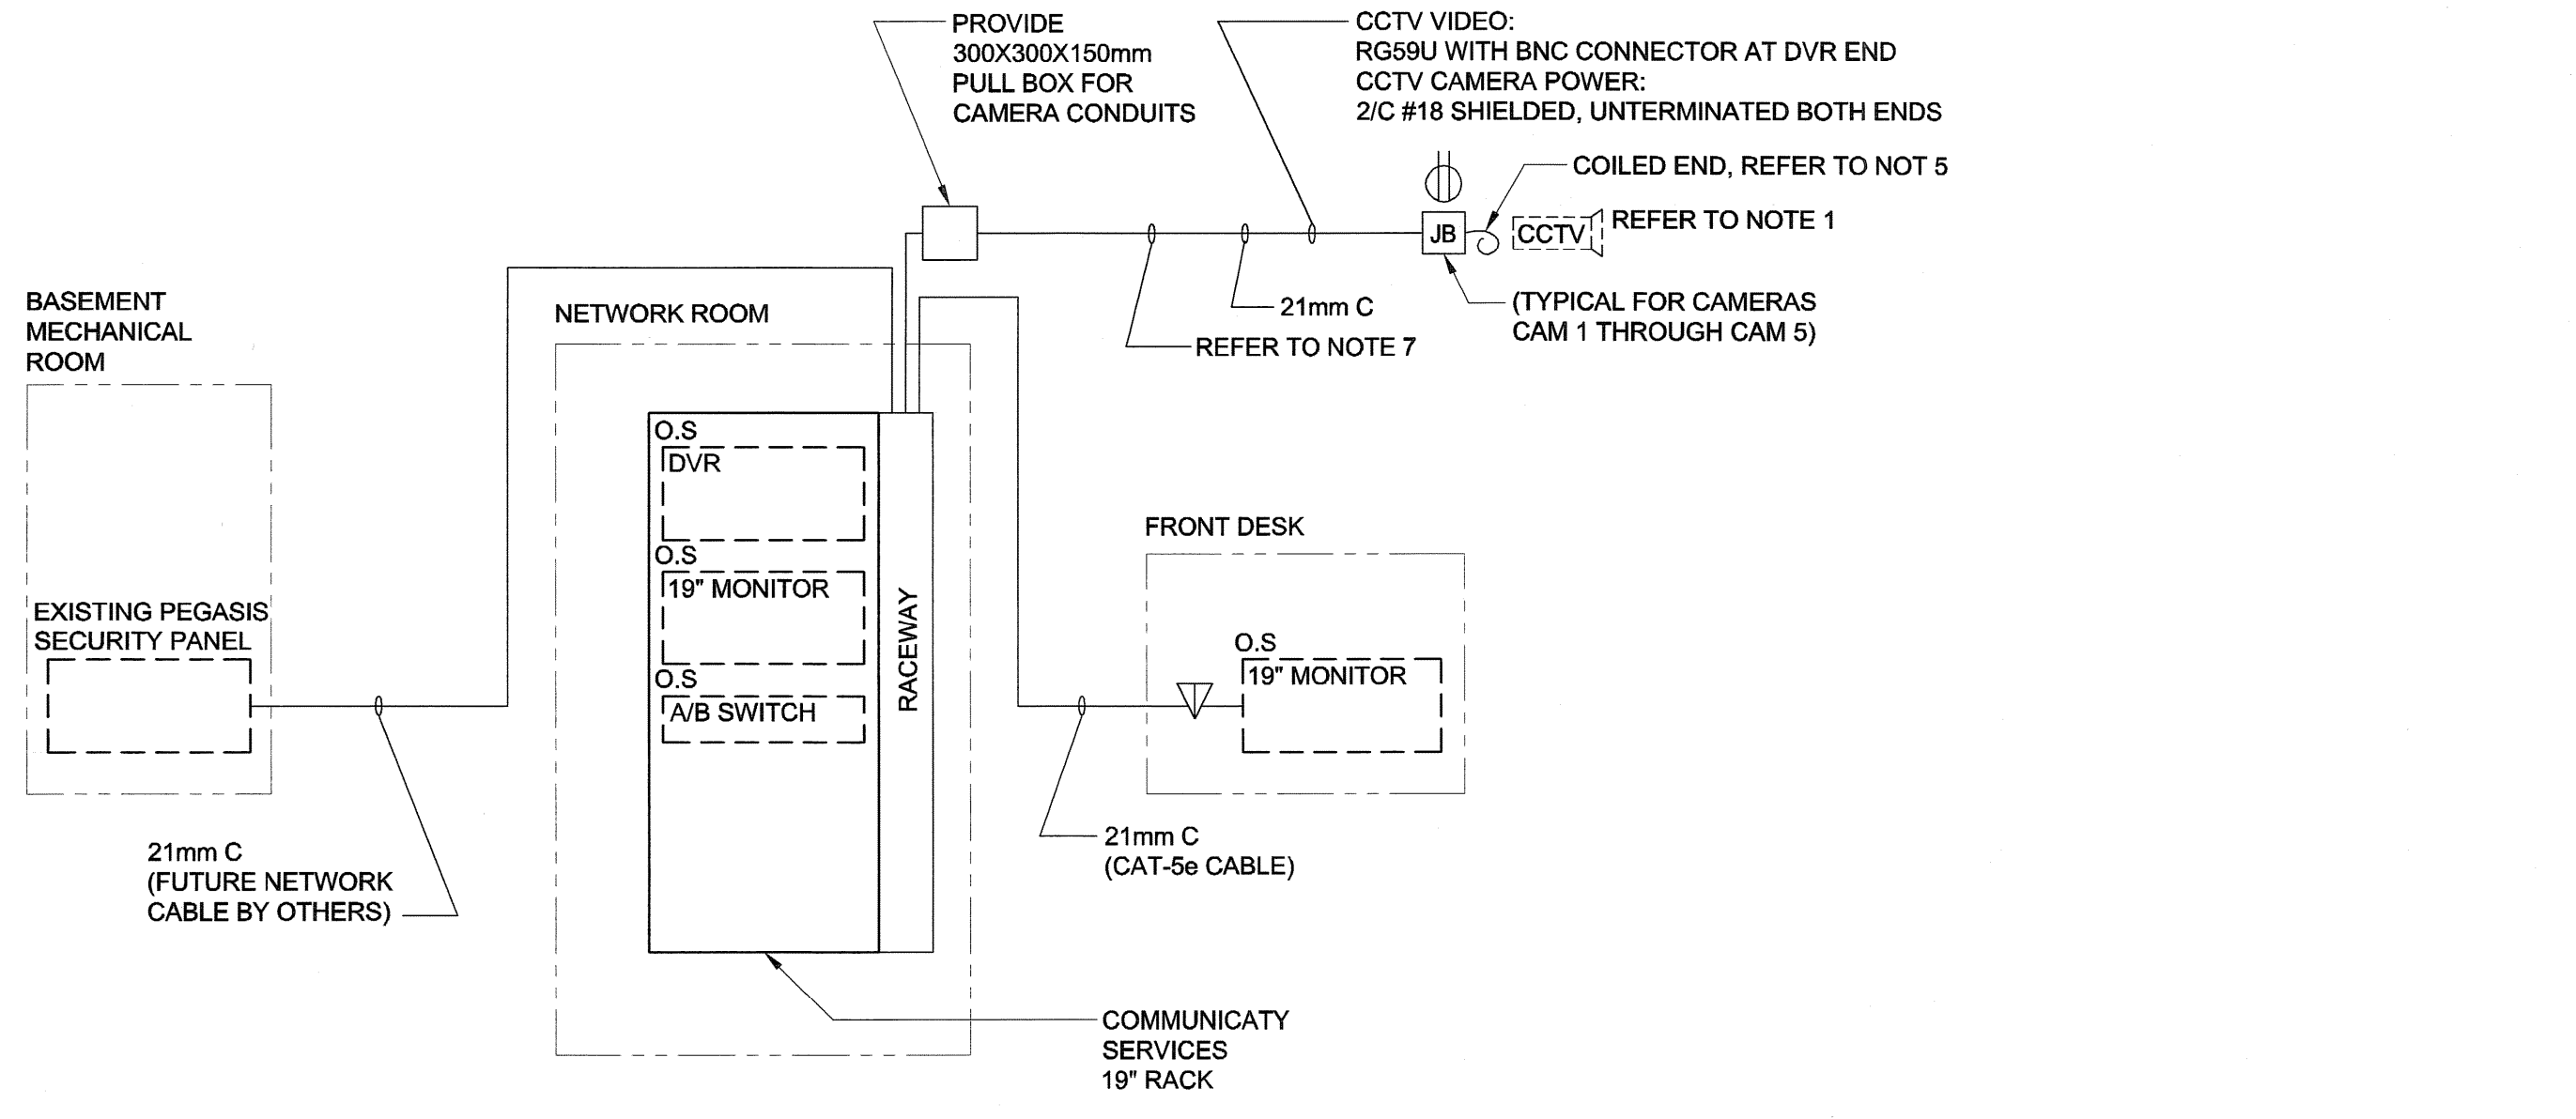 PROVIDE
300X300X150mm
PULL BOX FOR
CAMERA CONDUITS
CCTV VIDEO:
RG59U WITH BNC CONNECTOR AT DVR END
CCTV CAMERA POWER:
2/C #18 SHIELDED, UNTERMINATED BOTH ENDS
COILED END, REFER TO NOT 5
REFER TO NOTE 1
JB
CCTV
(TYPICAL FOR CAMERAS
CAM 1 THROUGH CAM 5)
21mm C
REFER TO NOTE 7
BASEMENT
MECHANICAL
ROOM
EXISTING PEGASIS
SECURITY PANEL
21mm C
(FUTURE NETWORK
CABLE BY OTHERS)
NETWORK ROOM
O.S
DVR
O.S
19" MONITOR
O.S
A/B SWITCH
RACEWAY
COMMUNICATY
SERVICES
19" RACK
FRONT DESK
O.S
19" MONITOR
21mm C
(CAT-5e CABLE)